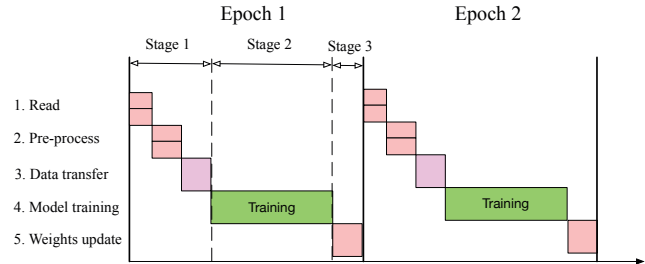 Epoch 1
Epoch 2
Stage 1
Stage 2
Stage 3
1. Read
2. Pre-process
3. Data transfer
4. Model training
Training
Training
5. Weights update